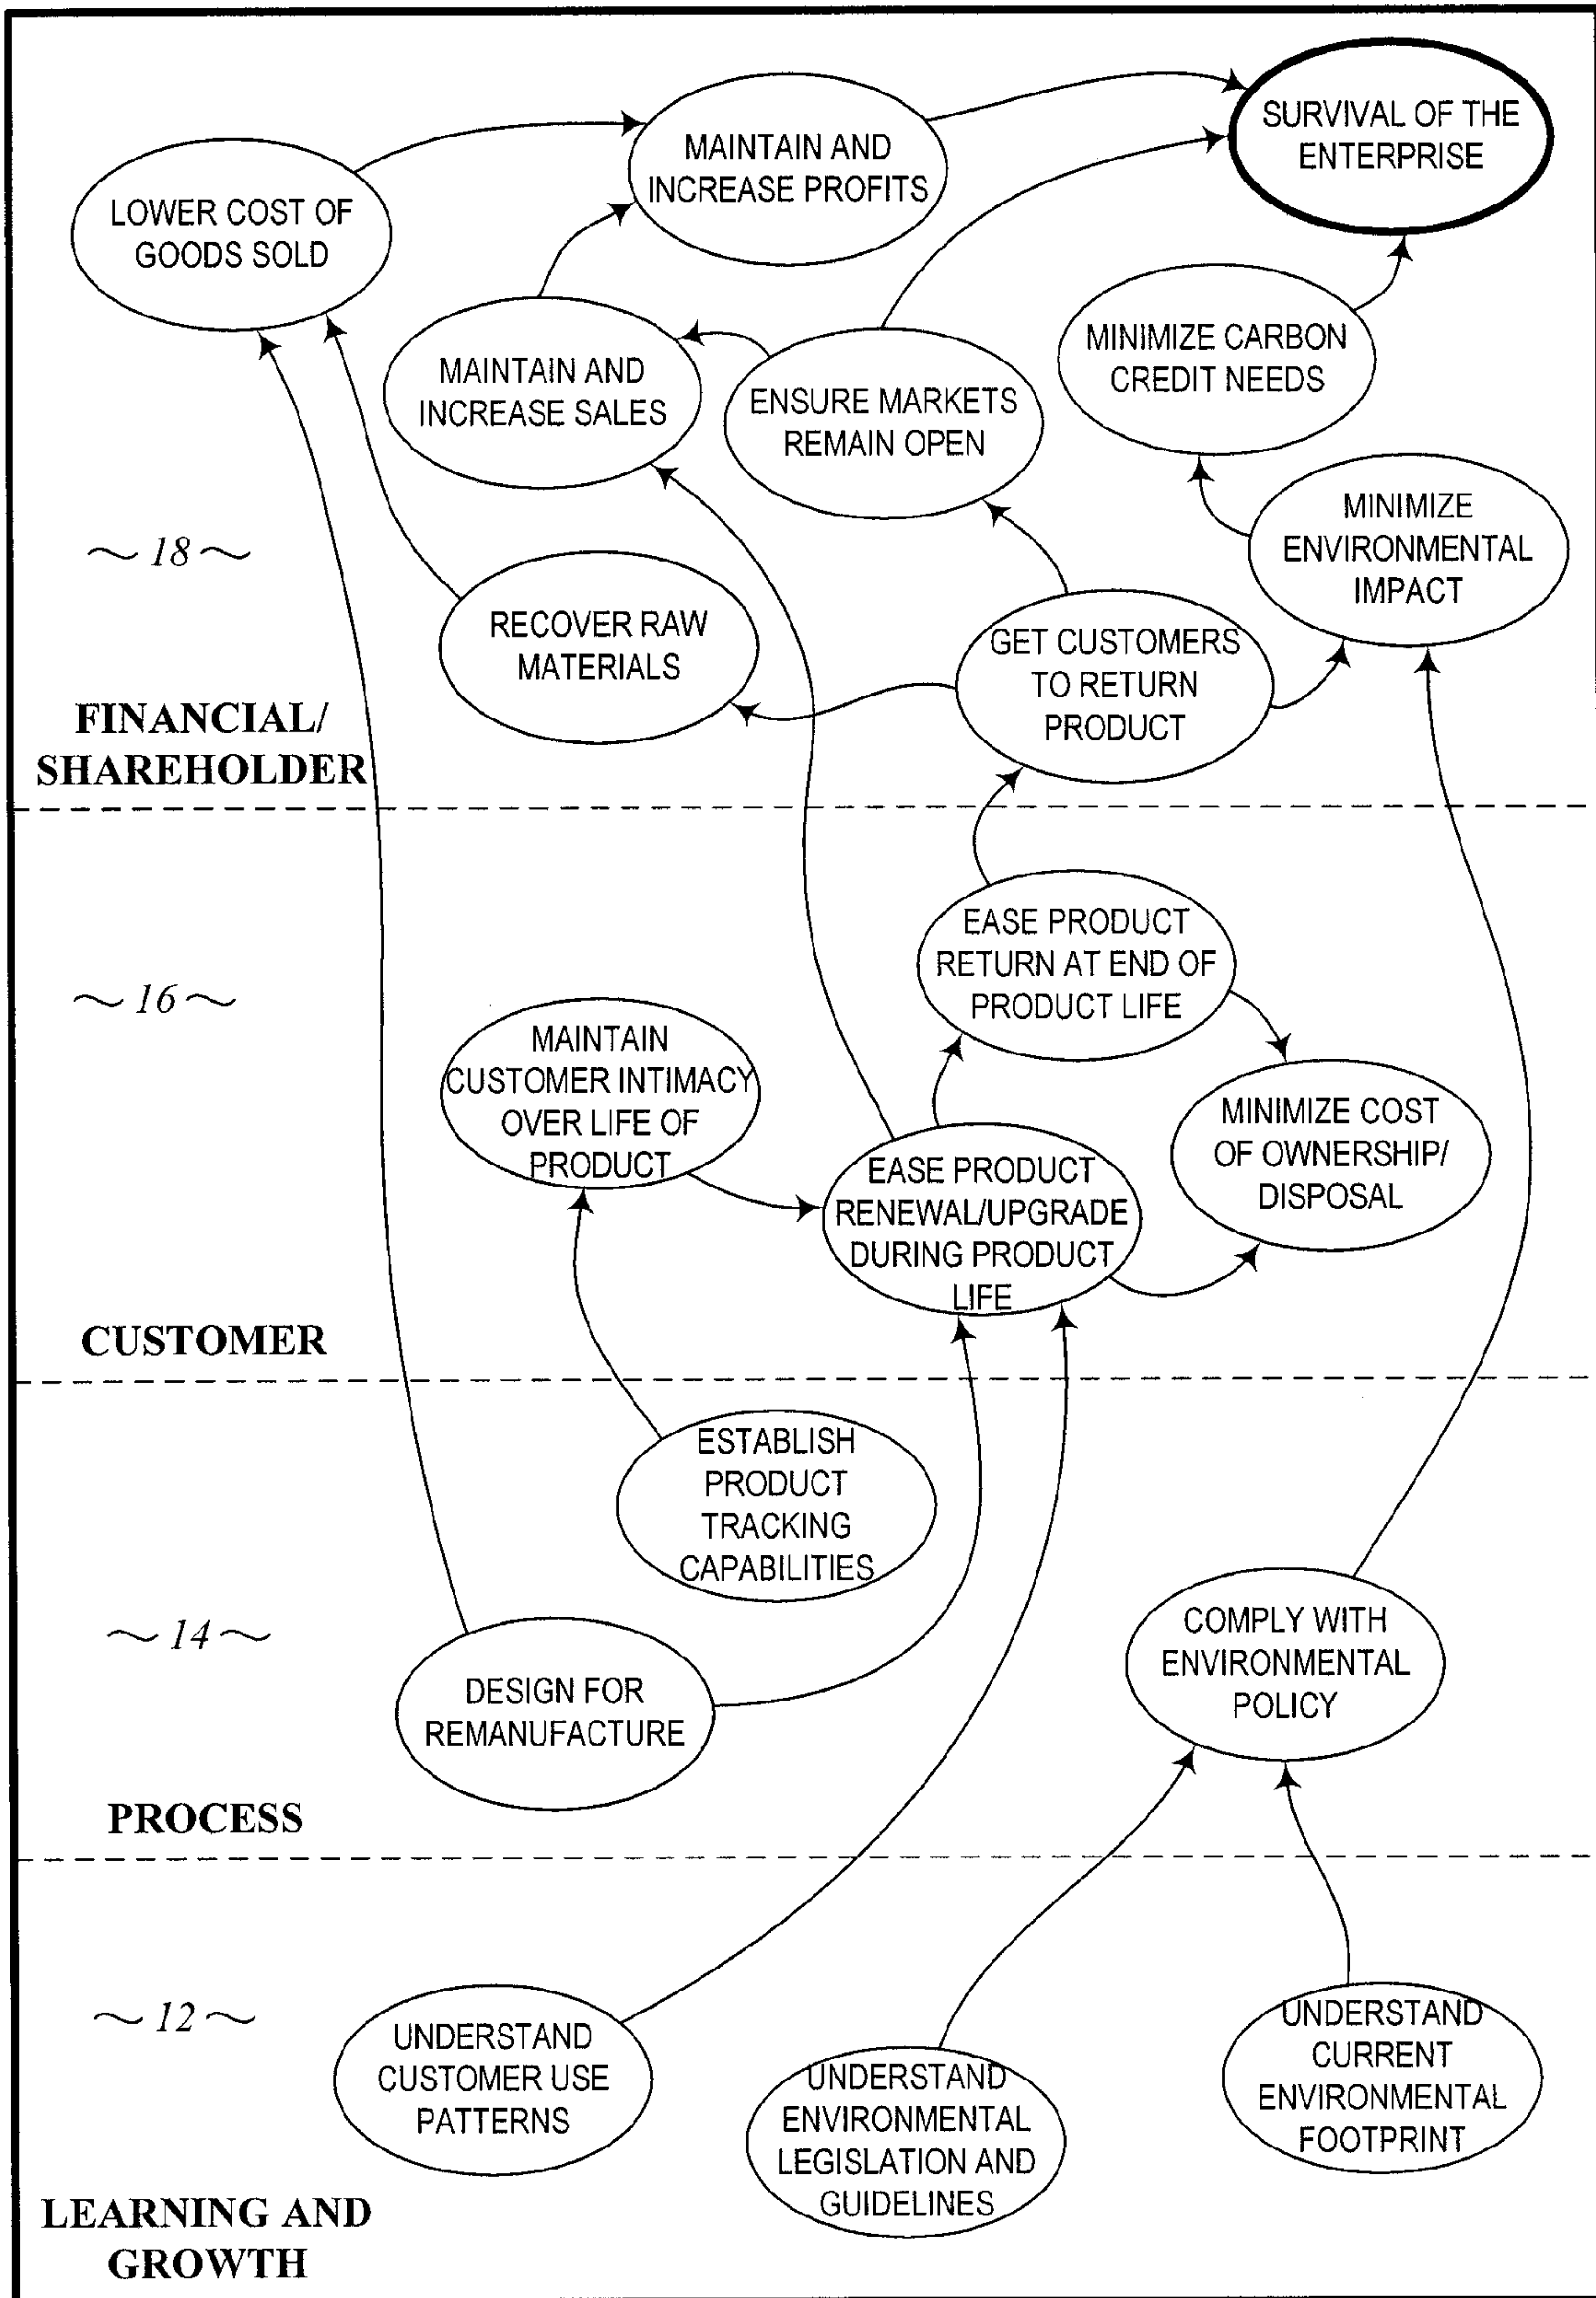 SURVIVAL OF THE
ENTERPRISE
MAINTAIN AND
INCREASE PROFITS
LOWER COST OF
GOODS SOLD
MINIMIZE CARBON
CREDIT NEEDS
MAINTAIN AND
INCREASE SALES
ENSURE MARKETS
REMAIN OPEN
MINIMIZE
ENVIRONMENTAL
IMPACT
~18~
RECOVER RAW
MATERIALS
GET CUSTOMERS
TO RETURN
PRODUCT
FINANCIAL/
SHAREHOLDER
EASE PRODUCT
RETURN AT END OF
PRODUCT LIFE
~16~
MAINTAIN
CUSTOMER INTIMACY
OVER LIFE OF
PRODUCT
MINIMIZE COST
OF OWNERSHIP/
DISPOSAL
EASE PRODUCT
RENEWAL/UPGRADE
DURING PRODUCT
LIFE
CUSTOMER
ESTABLISH
PRODUCT
TRACKING
CAPABILITIES
~14~
COMPLY WITH
ENVIRONMENTAL
POLICY
DESIGN FOR
REMANUFACTURE
PROCESS
~12~
UNDERSTAND
CUSTOMER USE
PATTERNS
UNDERSTAND
ENVIRONMENTAL
LEGISLATION AND
GUIDELINES
UNDERSTAND
CURRENT
ENVIRONMENTAL
FOOTPRINT
LEARNING AND
GROWTH